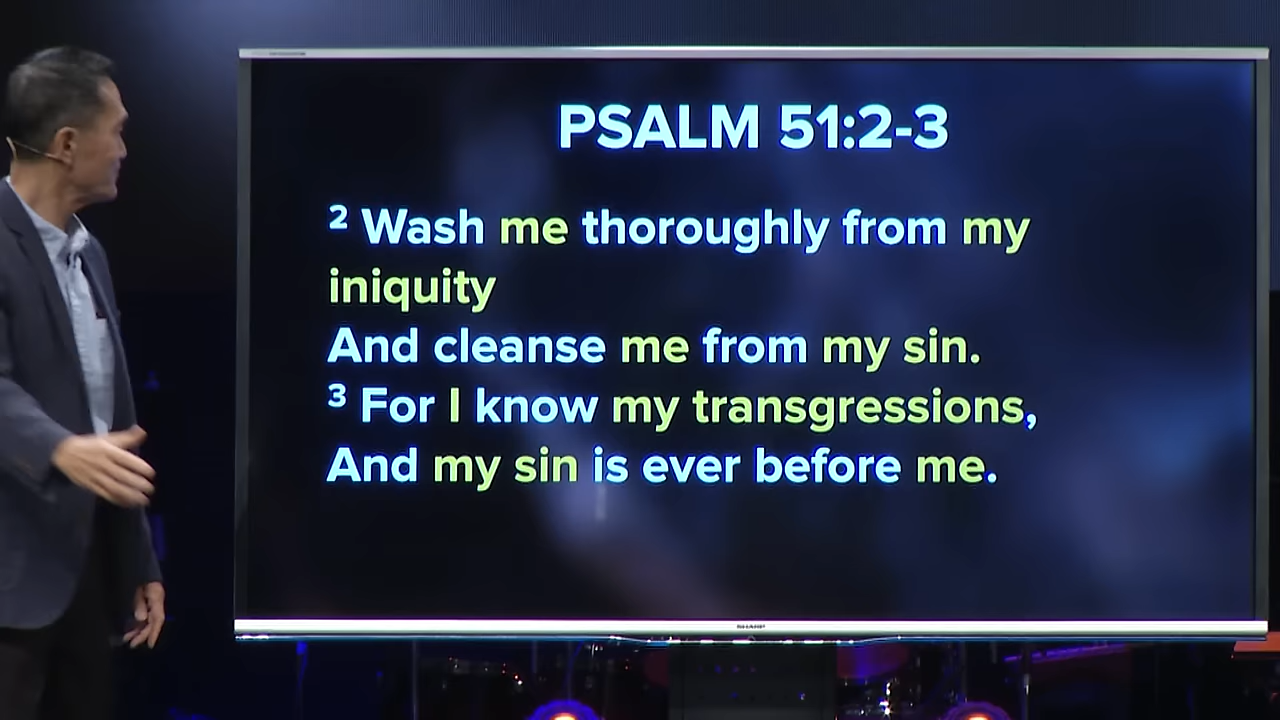 PSALM 51:2-3
² Wash me thoroughly from my
iniquity
And cleanse me from my sin.
³ For I know my transgressions,
And my sin is ever before me.
SHARP